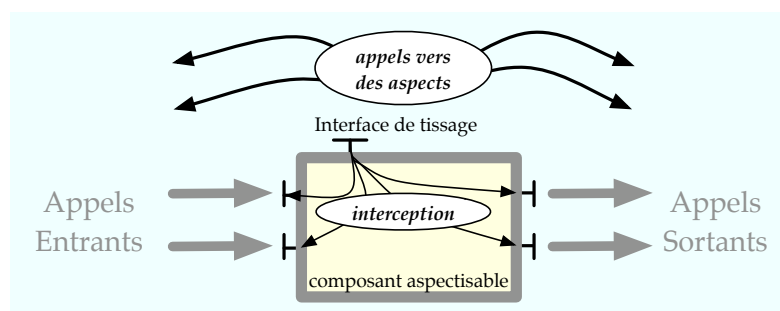 appels vers
des aspects
Interface de tissage
Appels
Entrants
interception
Appels
Sortants
composant aspectisable